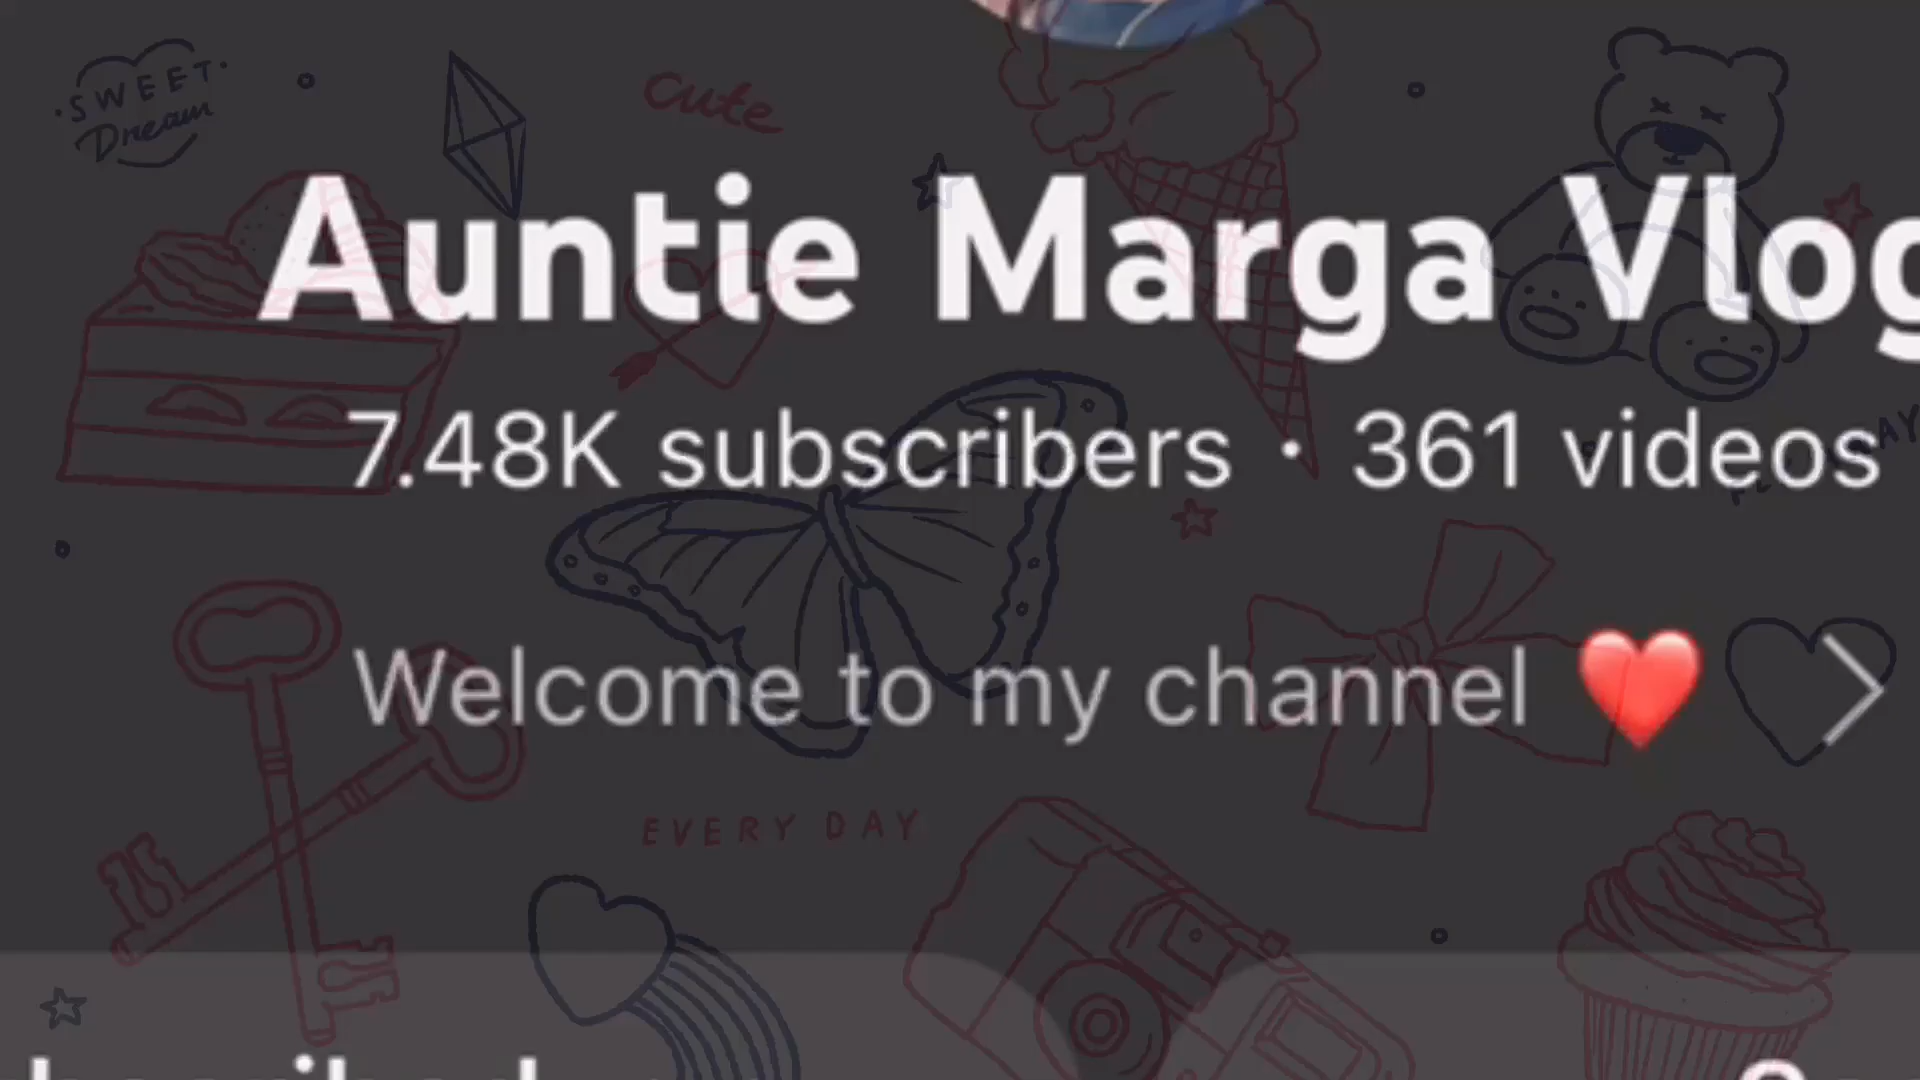 SWEET
Dream
cute
Auntie Marga Vlog
7.48K subscribers · 361 videos
Welcome to my channel ❤️ >
EVERY DAY